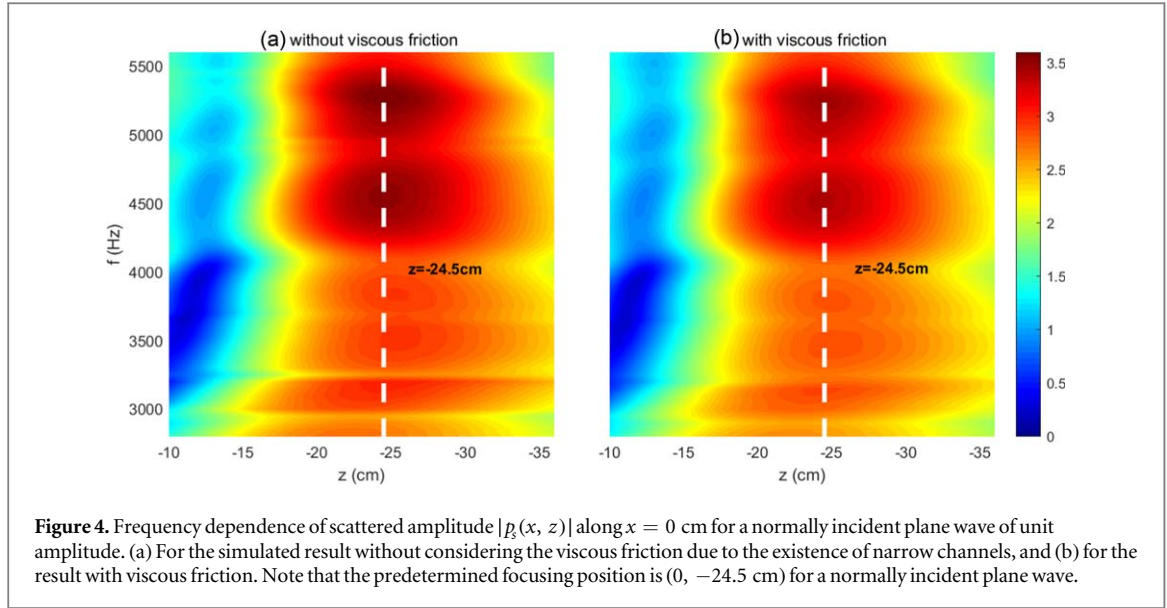 (a) without viscous friction
(b) with viscous friction
f (Hz)
5500
5000
4500
4000
3500
3000
z=-24.5cm
-10
-15
-20
-25
-30
-35
z (cm)
z=-24.5cm
-10
-15
-20
-25
-30
-35
z (cm)
3.5
3
2.5
2
1.5
1
0.5
0
Figure 4. Frequency dependence of scattered amplitude |pₛ(x, z)| along x = 0 cm for a normally incident plane wave of unit
amplitude. (a) For the simulated result without considering the viscous friction due to the existence of narrow channels, and (b) for the
result with viscous friction. Note that the predetermined focusing position is (0, −24.5 cm) for a normally incident plane wave.